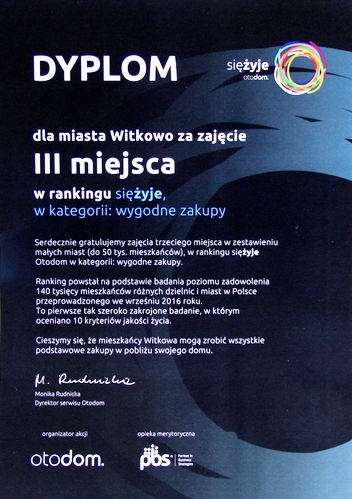 DYPLOM
siężyje
otodom.
dla miasta Witkowo za zajęcie
III miejsca
w rankingu siężyje,
w kategorii: wygodne zakupy
Serdecznie gratulujemy zajęcia trzeciego miejsca w zestawieniu
małych miast (do 50 tys. mieszkańców), w rankingu siężyje
Otodom w kategorii: wygodne zakupy.
Ranking powstał na podstawie badania poziomu zadowolenia
140 tysięcy mieszkańców różnych dzielnic i miast w Polsce
przeprowadzonego we wrześniu 2016 roku.
To pierwsze tak szeroko zakrojone badanie, w którym
oceniano 10 kryteriów jakości życia.
Cieszymy się, że mieszkańcy Witkowa mogą zrobić wszystkie
podstawowe zakupy w pobliżu swojego domu.
M. Rudnicka
Monika Rudnicka
Dyrektor serwisu Otodom
organizator akcji
opieka merytoryczna
otodom.
pbs
Partner in
Business
Strategies